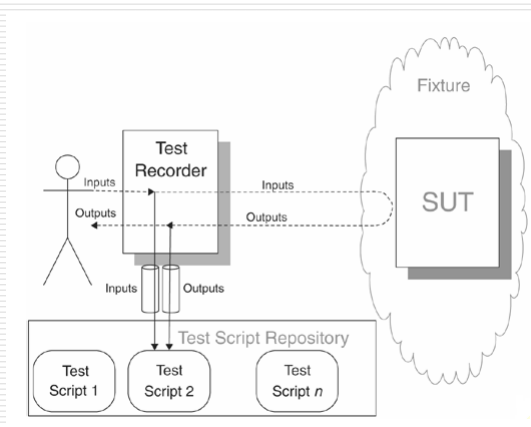 Fixture
Test
Recorder
Inputs
Inputs
SUT
Outputs
Outputs
Inputs
Outputs
Test Script Repository
Test
Script 1
Test
Script 2
Test
Script n